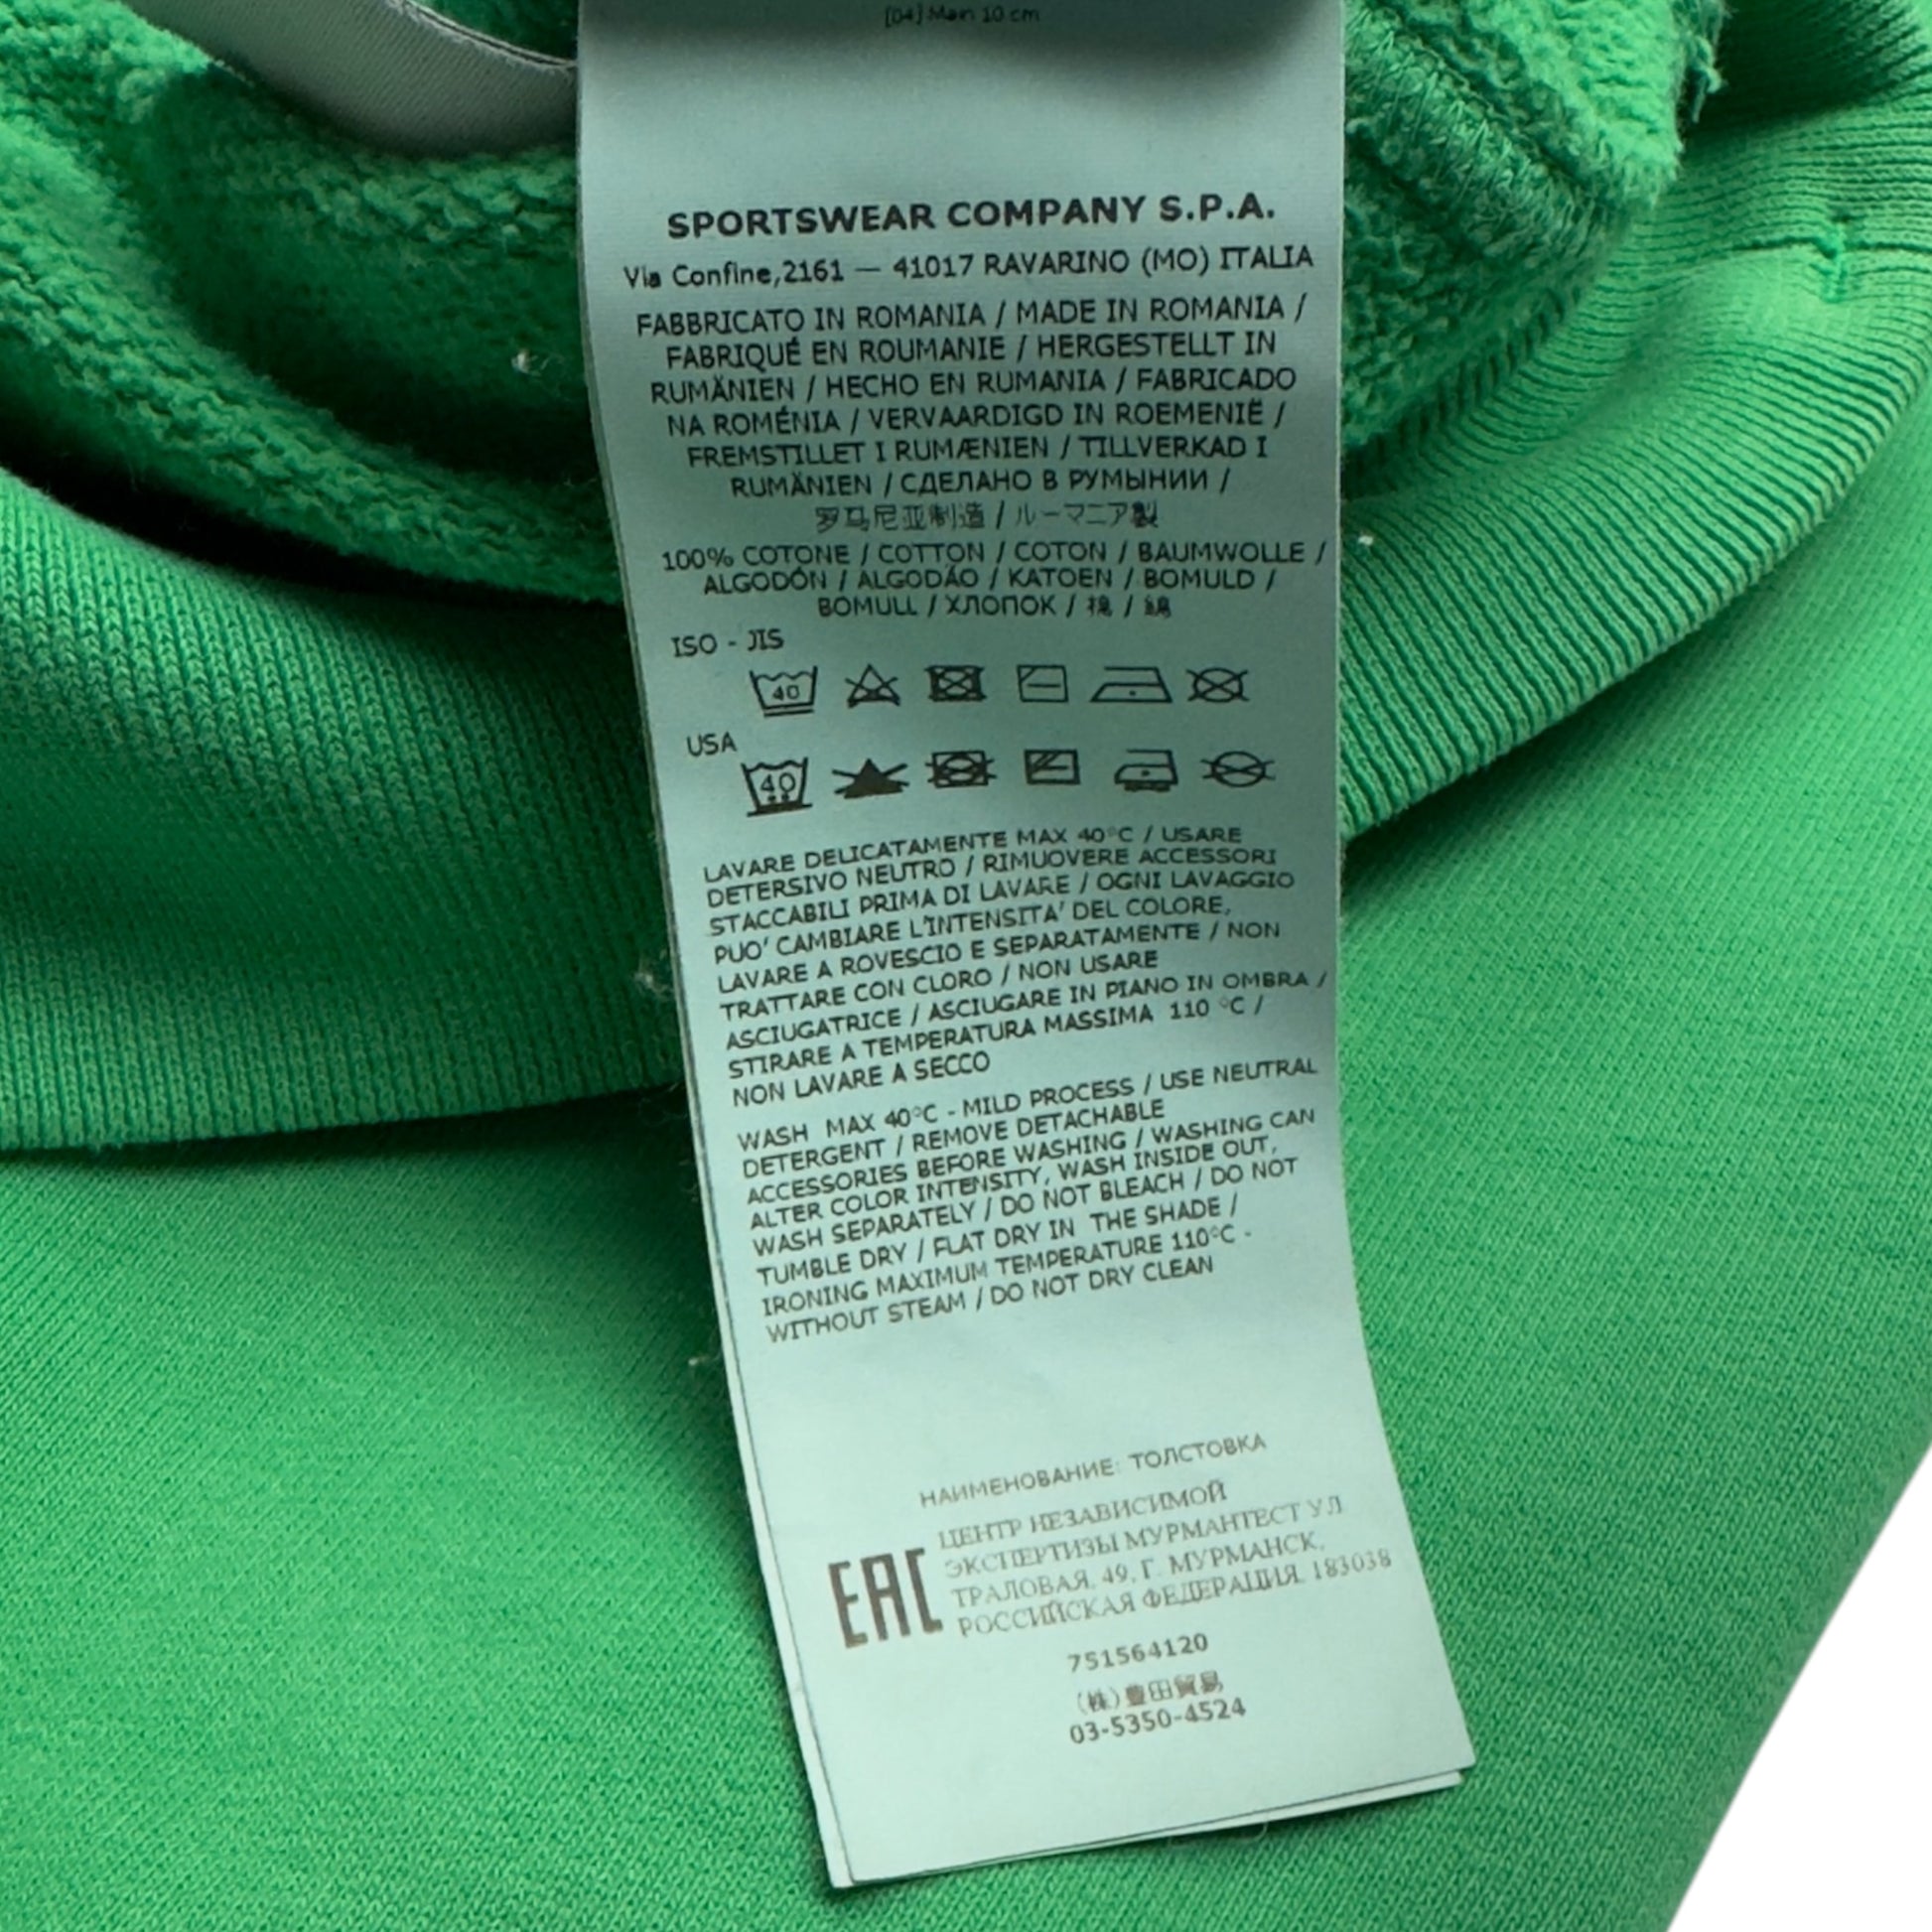 [04] Man 10 cm
SPORTSWEAR COMPANY S.P.A.
Via Confine,2161 — 41017 RAVARINO (MO) ITALIA
FABBRICATO IN ROMANIA / MADE IN ROMANIA /
FABRIQUÉ EN ROUMANIE / HERGESTELLT IN
RUMÄNIEN / HECHO EN RUMANIA / FABRICADO
NA ROMÉNIA / VERVAARDIGD IN ROEMENIË /
FREMSTILLET I RUMÆNIEN / TILLVERKAD I
RUMÄNIEN / СДЕЛАНО В РУМЫНИИ /
罗马尼亚制造 / ルーマニア製
100% COTONE / COTTON / COTON / BAUMWOLLE /
ALGODÓN / ALGODÃO / KATOEN / BOMULD /
BOMULL / ХЛОПОК / 棉 / 綿
ISO - JIS
40
USA
40
LAVARE DELICATAMENTE MAX 40°C / USARE
DETERSIVO NEUTRO / RIMUOVERE ACCESSORI
STACCABILI PRIMA DI LAVARE / OGNI LAVAGGIO
PUO' CAMBIARE L'INTENSITA' DEL COLORE,
LAVARE A ROVESCIO E SEPARATAMENTE / NON
TRATTARE CON CLORO / NON USARE
ASCIUGATRICE / ASCIUGARE IN PIANO IN OMBRA /
STIRARE A TEMPERATURA MASSIMA 110 °C /
NON LAVARE A SECCO
WASH MAX 40°C - MILD PROCESS / USE NEUTRAL
DETERGENT / REMOVE DETACHABLE
ACCESSORIES BEFORE WASHING / WASHING CAN
ALTER COLOR INTENSITY, WASH INSIDE OUT,
WASH SEPARATELY / DO NOT BLEACH / DO NOT
TUMBLE DRY / FLAT DRY IN THE SHADE /
IRONING MAXIMUM TEMPERATURE 110°C -
WITHOUT STEAM / DO NOT DRY CLEAN
НАИМЕНОВАНИЕ: ТОЛСТОВКА
ЦЕНТР НЕЗАВИСИМОЙ
ЭКСПЕРТИЗЫ МУРМАНТЕСТ УЛ
ТРАЛОВАЯ, 49, Г. МУРМАНСК,
РОССИЙСКАЯ ФЕДЕРАЦИЯ, 183038
EAC
751564120
(株)豊田貿易
03-5350-4524